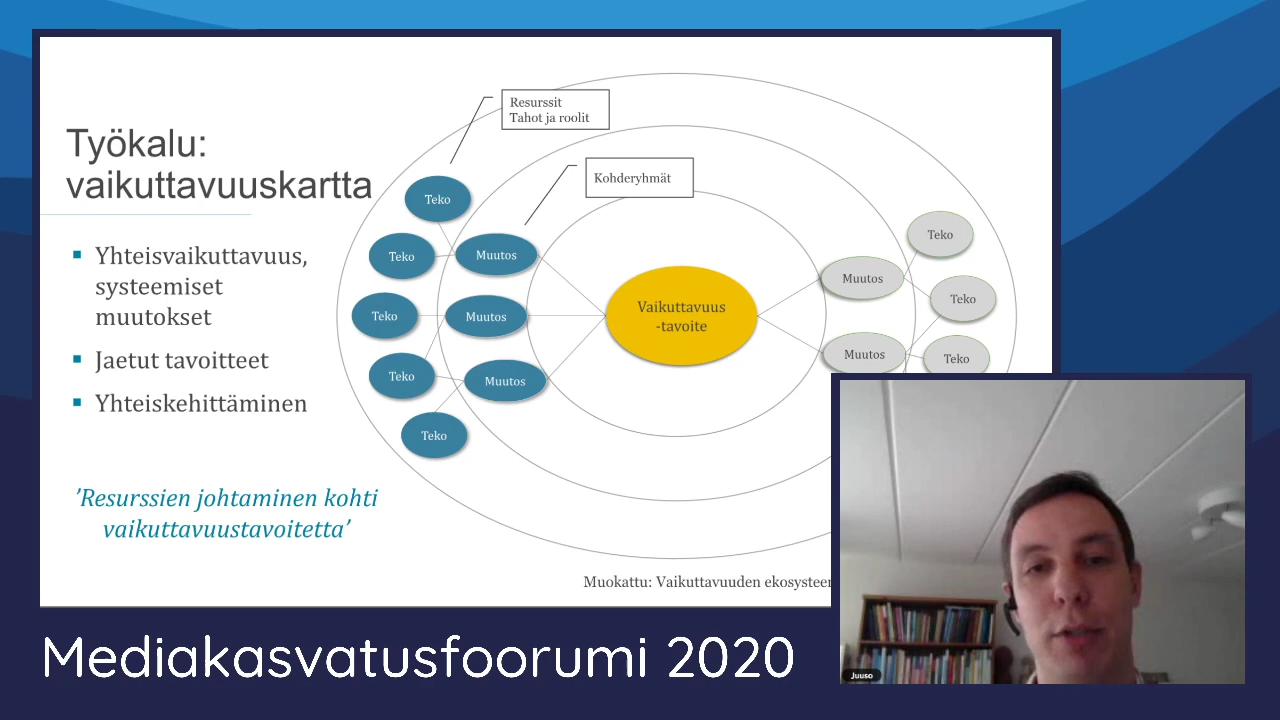 Työkalu:
vaikuttavuuskartta
Yhteisvaikuttavuus,
systeemiset
muutokset
Jaetut tavoitteet
Yhteiskehittäminen
’Resurssien johtaminen kohti
vaikuttavuustavoitetta’
Resurssit
Tahot ja roolit
Kohderyhmät
Teko
Teko
Muutos
Teko
Muutos
Teko
Muutos
Teko
Vaikuttavuus
-tavoite
Teko
Muutos
Teko
Muutos
Teko
Muokattu: Vaikuttavuuden
Juuso
Mediakasvatusfoorumi 2020